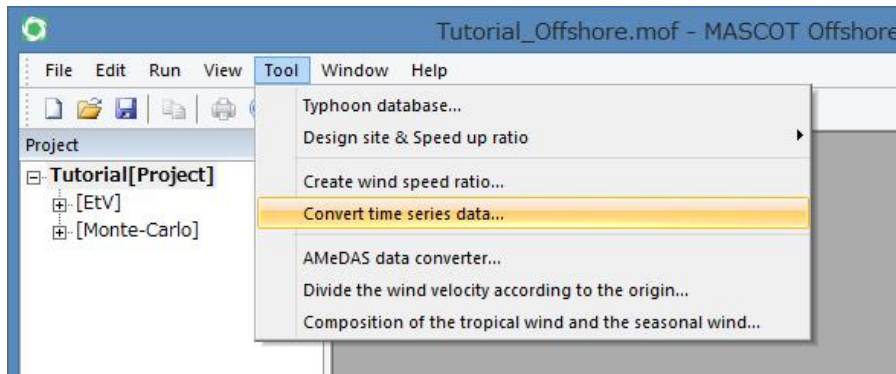 Tutorial_Offshore.mof - MASCOT Offshore
File Edit Run View Tool Window Help
Project
Tutorial[Project]
[EtV]
[Monte-Carlo]
Typhoon database...
Design site & Speed up ratio
Create wind speed ratio...
Convert time series data...
AMeDAS data converter...
Divide the wind velocity according to the origin...
Composition of the tropical wind and the seasonal wind...